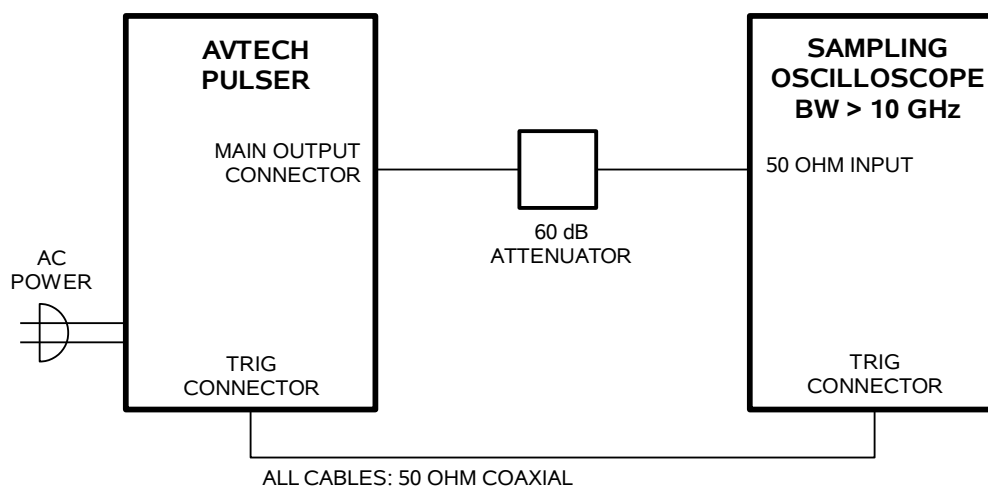 AVTECH
PULSER
SAMPLING
OSCILLOSCOPE
BW > 10 GHz
MAIN OUTPUT
CONNECTOR
50 OHM INPUT
60 dB
ATTENUATOR
AC
POWER
TRIG
CONNECTOR
TRIG
CONNECTOR
ALL CABLES: 50 OHM COAXIAL